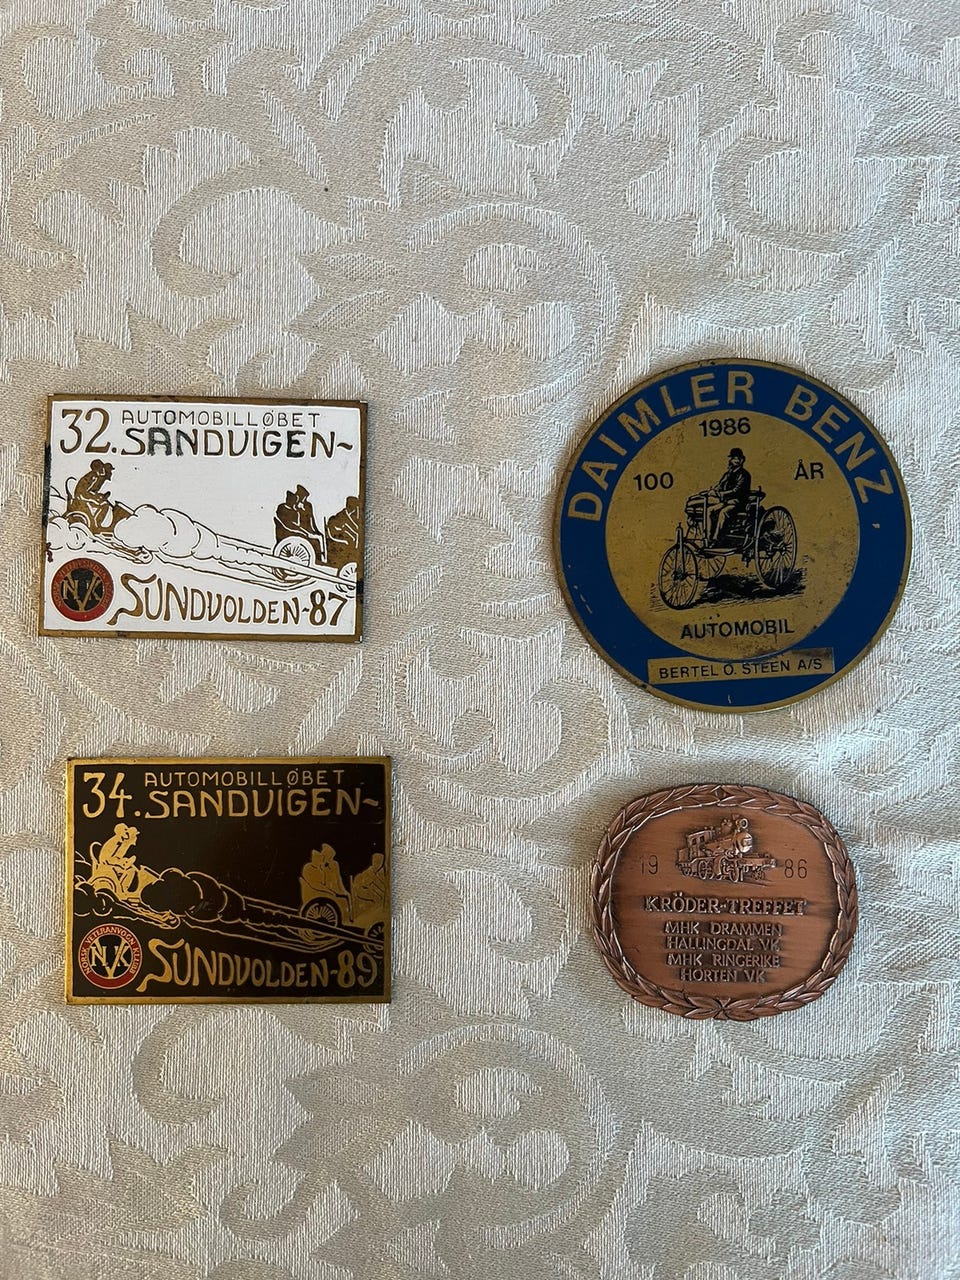 32. AUTOMOBILLØBET
SANDVIGEN-
NVK
SUNDVOLDEN-87
DAIMLER BENZ
1986
100 ÅR
AUTOMOBIL
BERTEL O. STEEN A/S
34. AUTOMOBILLØBET
SANDVIGEN-
NORSK VETERANVOGN KLUBB
NVK
SUNDVOLDEN-89
19 86
KRÖDER-TREFFET
MHK DRAMMEN
HALLINGDAL VK
MHK RINGERIKE
HORTEN VK